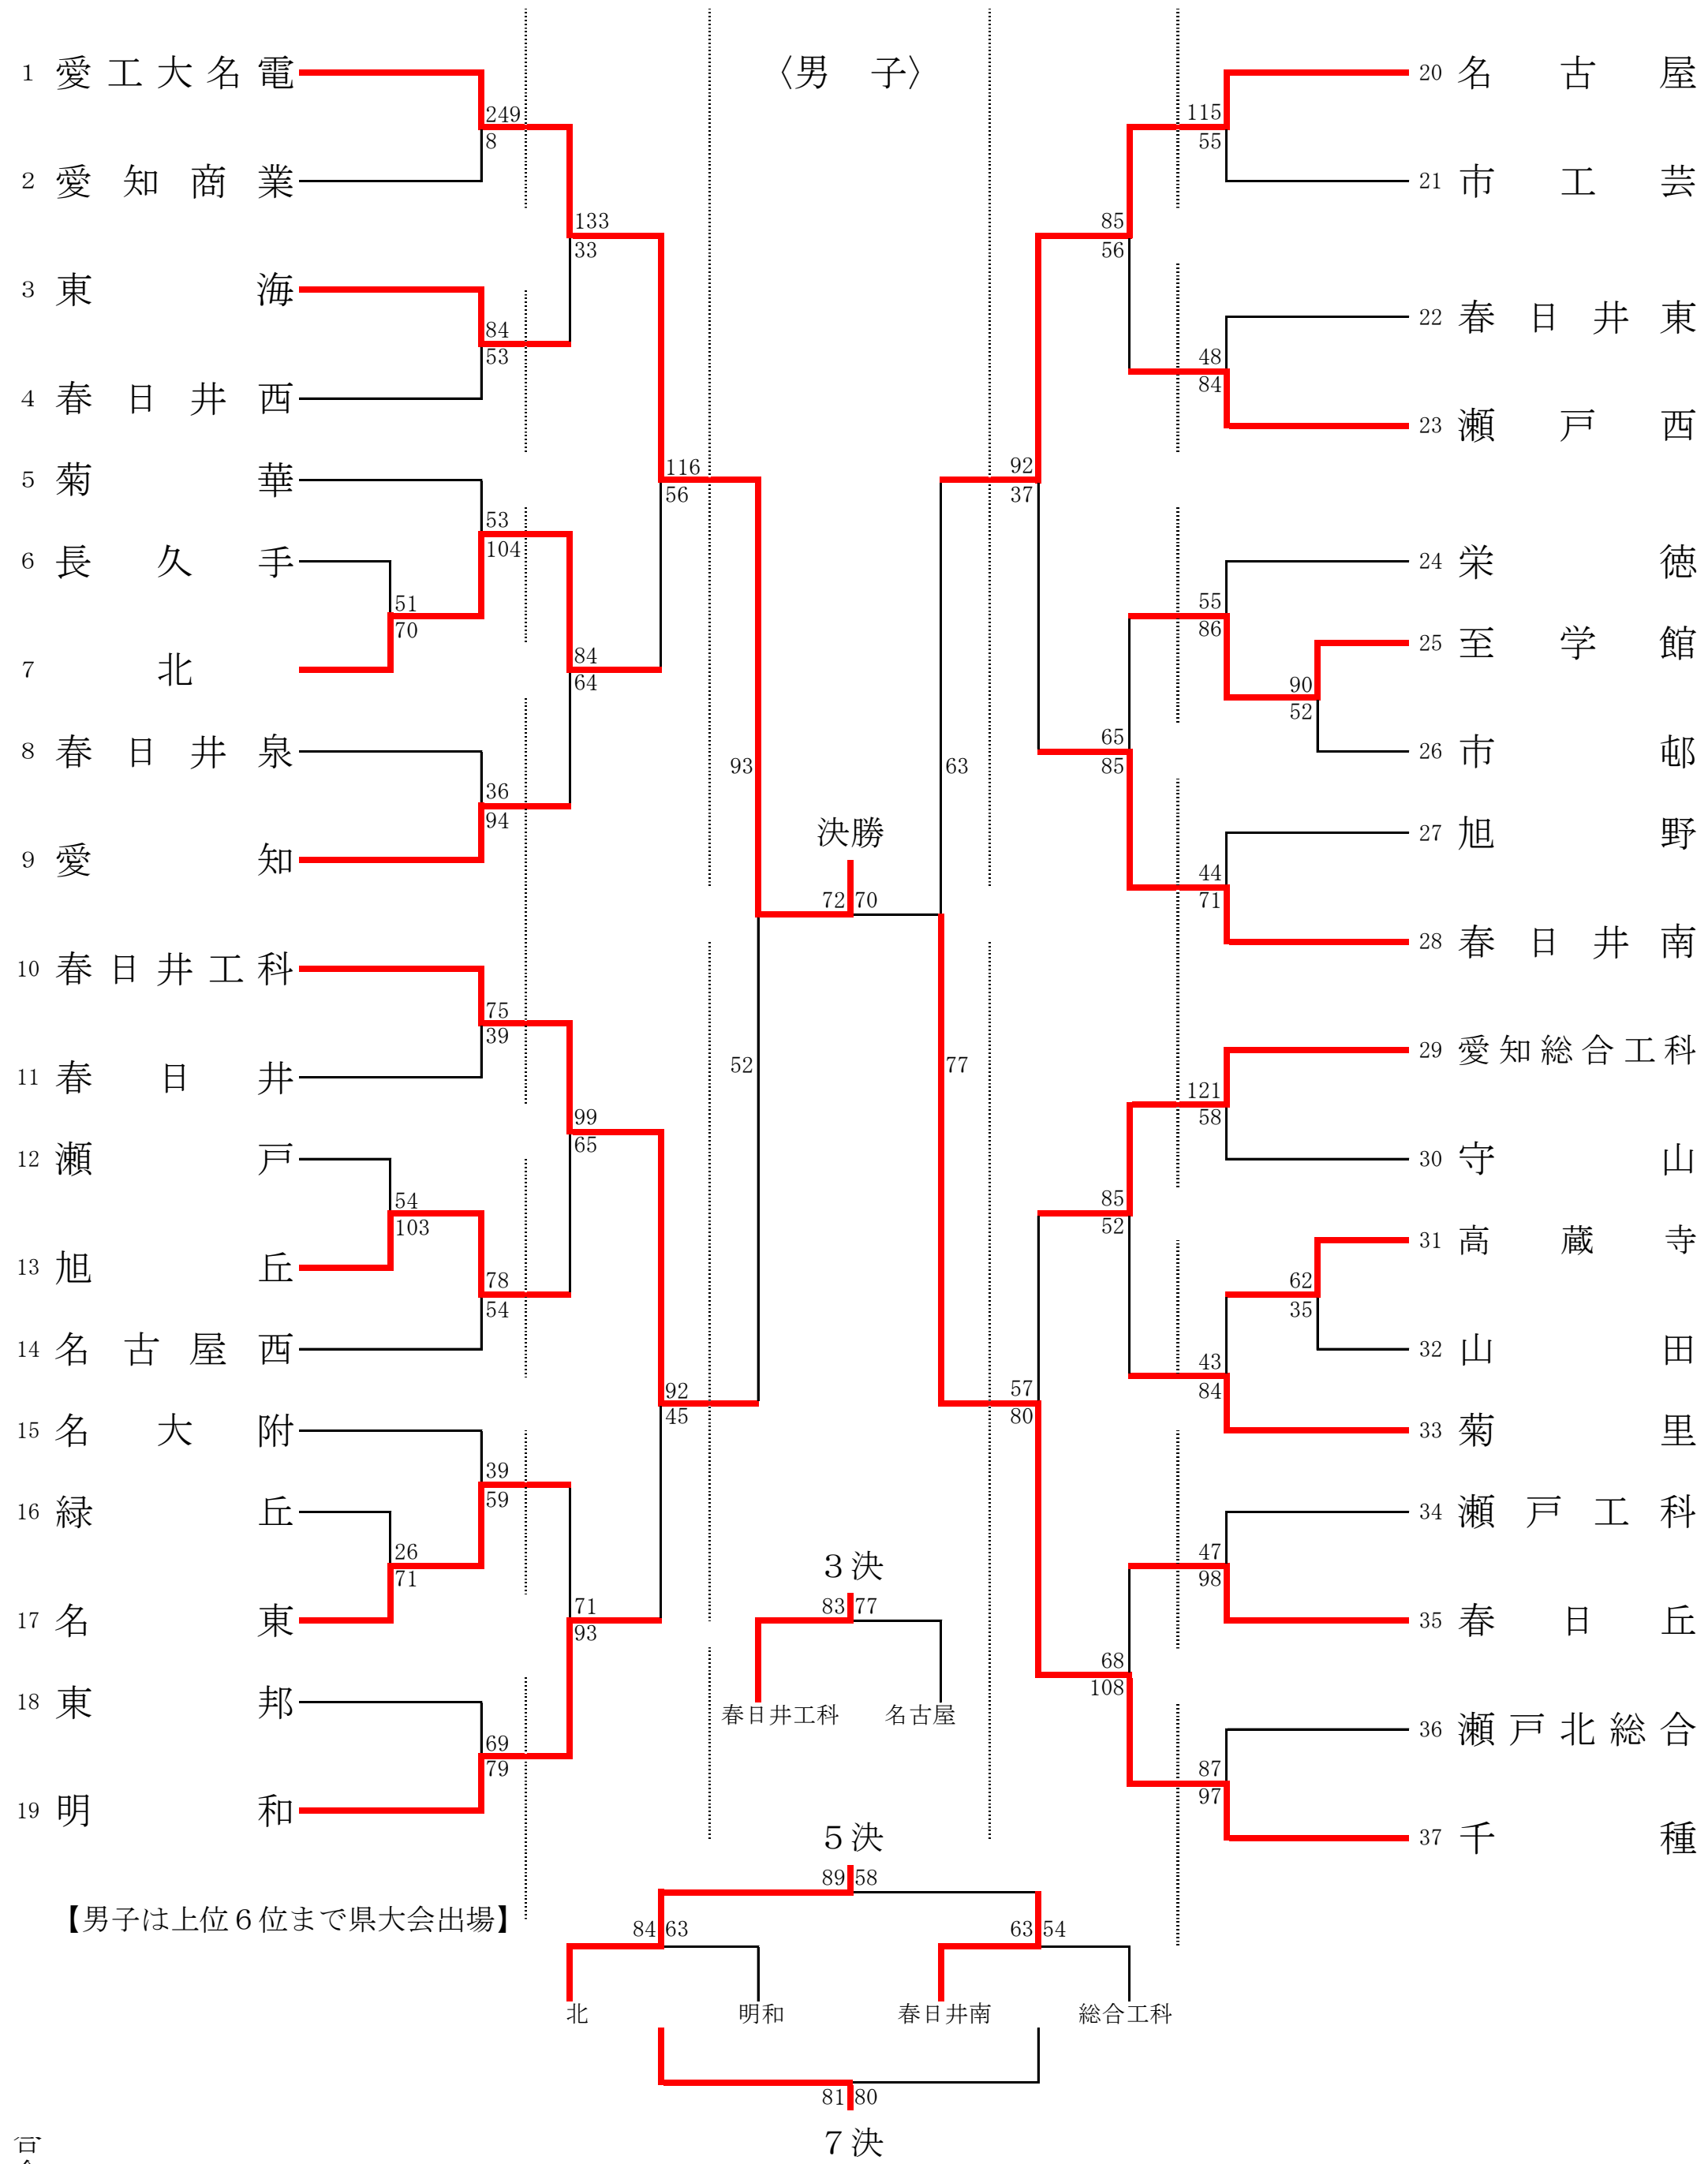 〈男　子〉
1 愛工大名電
249
8
2 愛知商業
133
33
3 東海
84
53
4 春日井西
116
56
5 菊華
53
104
6 長久手
51
70
7 北
84
64
8 春日井泉
36
94
9 愛知
93
52
10 春日井工科
75
39
11 春日井
99
65
12 瀬戸
54
103
13 旭丘
78
54
14 名古屋西
92
45
15 名大附
39
59
16 緑丘
26
71
17 名東
71
93
18 東邦
69
79
19 明和
20 名古屋
115
55
21 市工芸
85
56
22 春日井東
48
84
23 瀬戸西
92
37
24 栄徳
55
86
25 至学館
90
52
26 市邨
65
85
27 旭野
44
71
28 春日井南
63
77
29 愛知総合工科
121
58
30 守山
85
52
31 高蔵寺
62
35
32 山田
43
84
33 菊里
57
80
34 瀬戸工科
47
98
35 春日丘
68
108
36 瀬戸北総合
87
97
37 千種
決勝
72 70
３決
83 77
春日井工科 名古屋
５決
89 58
【男子は上位６位まで県大会出場】
84 63 63 54
北 明和 春日井南 総合工科
81 80
７決